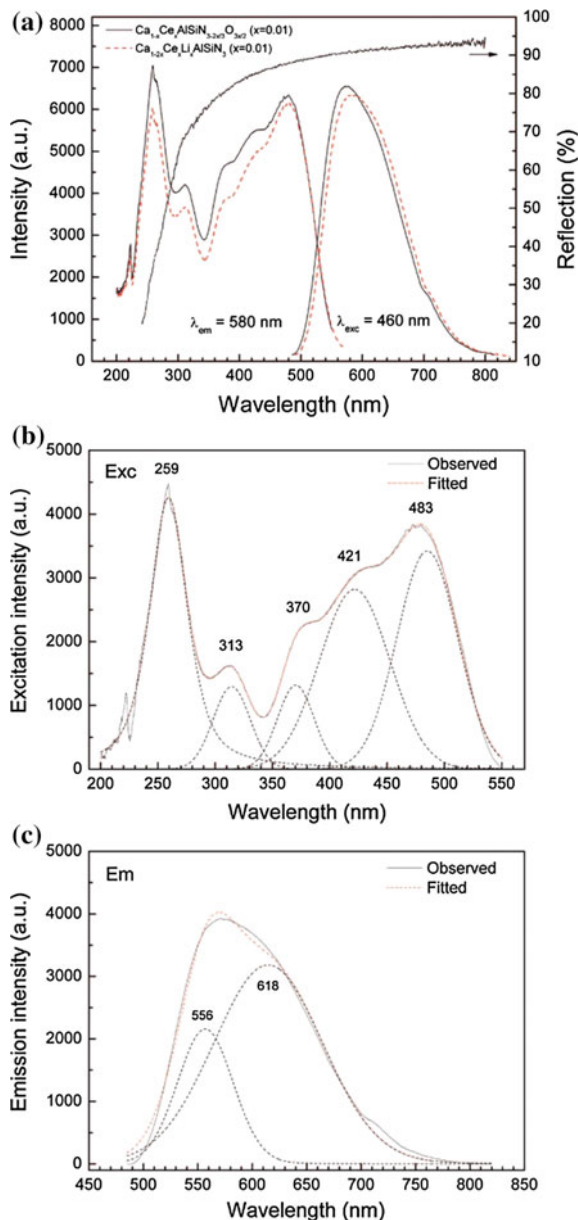 (a)
Ca1-xCexAlSiN3-2x/3O3x/2 (x=0.01)
Ca1-2xCexLixAlSiN3 (x=0.01)
8000
7000
6000
5000
4000
3000
2000
1000
0
Intensity (a.u.)
100
90
80
70
60
50
40
30
20
10
Reflection (%)
λem = 580 nm
λexc = 460 nm
200 300 400 500 600 700 800
Wavelength (nm)
(b)
Exc
Observed
Fitted
259
313
370
421
483
5000
4000
3000
2000
1000
0
Excitation intensity (a.u.)
200 250 300 350 400 450 500 550
Wavelength (nm)
(c)
Em
Observed
Fitted
556
618
5000
4000
3000
2000
1000
0
Emission intensity (a.u.)
450 500 550 600 650 700 750 800 850
Wavelength (nm)